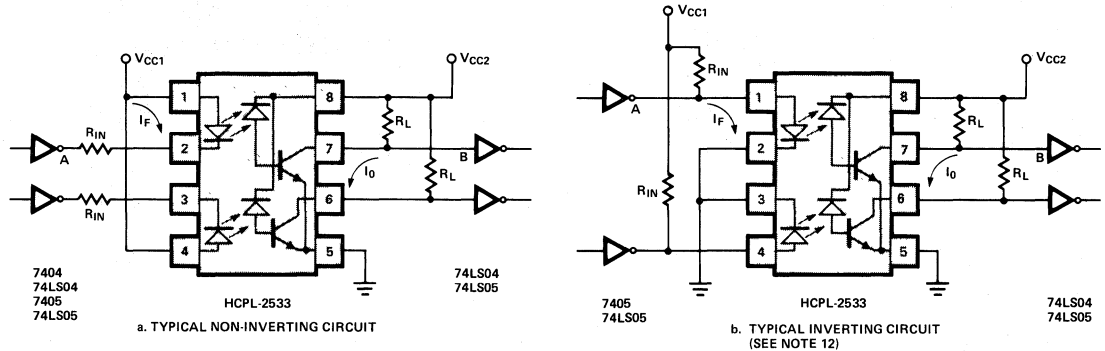 VCC1
VCC2
1
8
IF
RIN
RL
A
2
7
B
IO
RL
RIN
3
6
4
5
7404
74LS04
7405
74LS05
74LS04
74LS05
HCPL-2533
a. TYPICAL NON-INVERTING CIRCUIT
VCC1
RIN
VCC2
A
1
8
IF
RL
2
7
B
IO
RIN
RL
3
6
4
5
7405
74LS05
74LS04
74LS05
HCPL-2533
b. TYPICAL INVERTING CIRCUIT
(SEE NOTE 12)